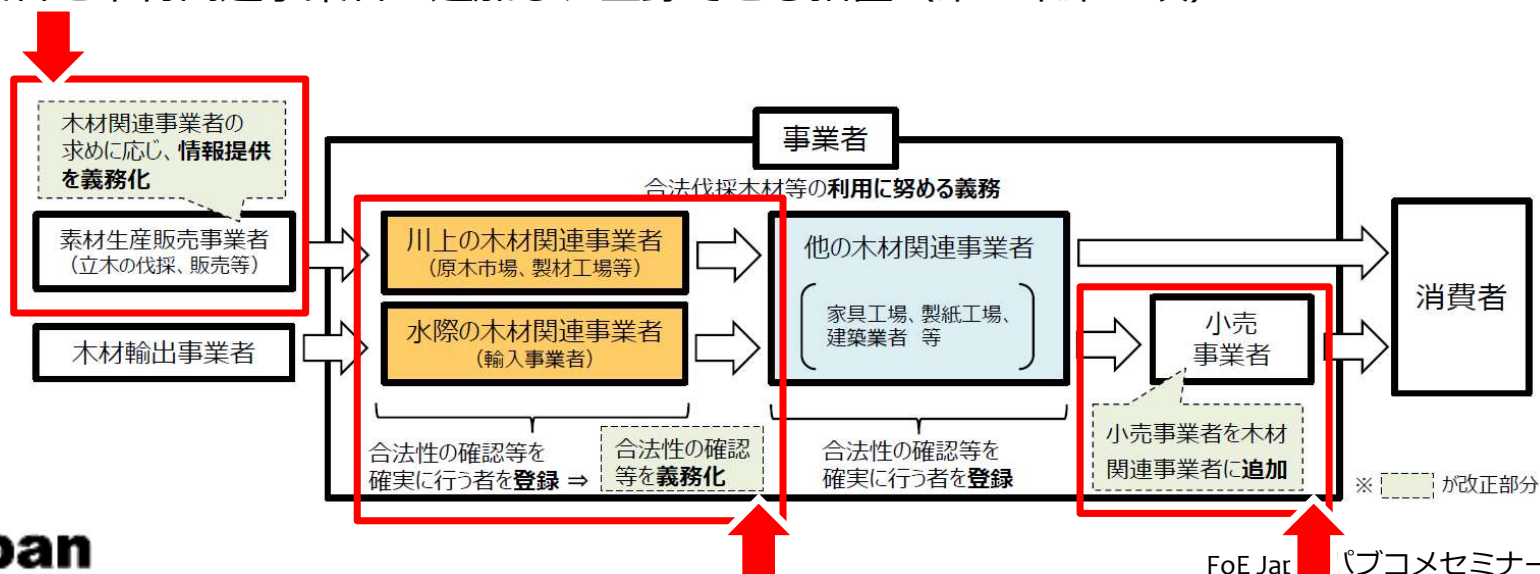 木材関連事業者の
求めに応じ、情報提供
を義務化
素材生産販売事業者
（立木の伐採、販売等）
木材輸出事業者
事業者
合法伐採木材等の利用に努める義務
川上の木材関連事業者
（原木市場、製材工場等）
水際の木材関連事業者
（輸入事業者）
合法性の確認等を
確実に行う者を登録 ⇒
合法性の確認
等を義務化
他の木材関連事業者
家具工場、製紙工場、
建築業者 等
合法性の確認等を
確実に行う者を登録
小売
事業者
小売事業者を木材
関連事業者に追加
消費者
※ が改正部分
pan
FoE Jap パブコメセミナー